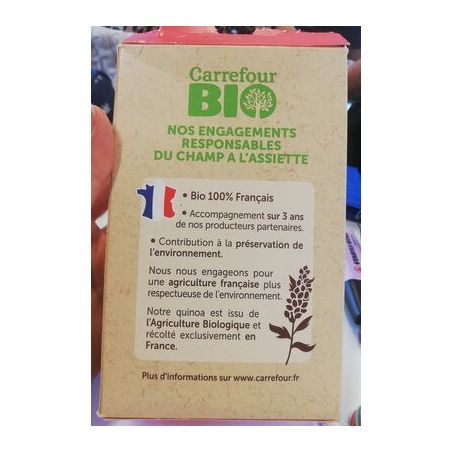 Carrefour
BIO
NOS ENGAGEMENTS
RESPONSABLES
DU CHAMP A L'ASSIETTE
• Bio 100% Français
• Accompagnement sur 3 ans
de nos producteurs partenaires.
• Contribution à la préservation de
l'environnement.
Nous nous engageons pour
une agriculture française plus
respectueuse de l'environnement.
Notre quinoa est issu de
l'Agriculture Biologique et
récolté exclusivement en
France.
Plus d'informations sur www.carrefour.fr